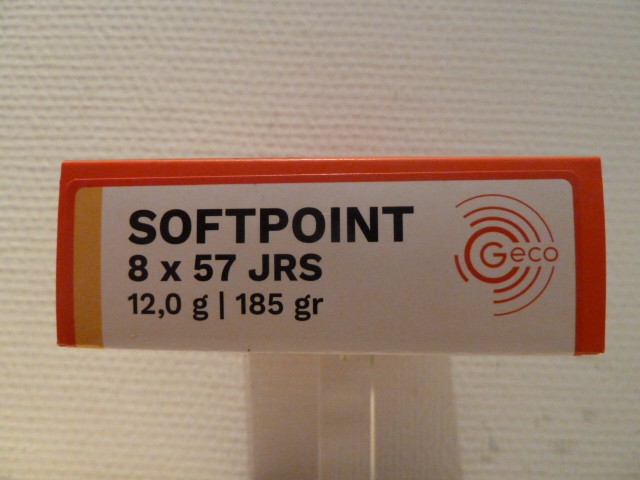 SOFTPOINT
8 x 57 JRS
12,0 g | 185 gr
Geco